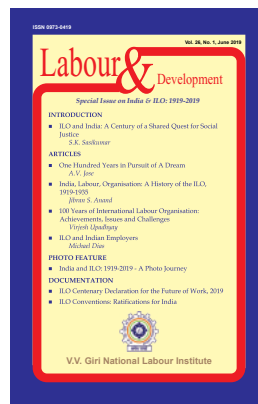 ISSN 0973-8419
Vol. 26, No. 1, June 2019
Labour & Development
Special Issue on India & ILO: 1919-2019
INTRODUCTION
ILO and India: A Century of a Shared Quest for Social
Justice
S.K. Sasikumar
ARTICLES
One Hundred Years in Pursuit of A Dream
A.V. Jose
India, Labour, Organisation: A History of the ILO,
1919-1935
Jibran S. Anand
100 Years of International Labour Organisation:
Achievements, Issues and Challenges
Virjesh Upadhyay
ILO and Indian Employers
Michael Dias
PHOTO FEATURE
India and ILO: 1919-2019 - A Photo Journey
DOCUMENTATION
ILO Centenary Declaration for the Future of Work, 2019
ILO Conventions: Ratifications for India
V.V. Giri National Labour Institute